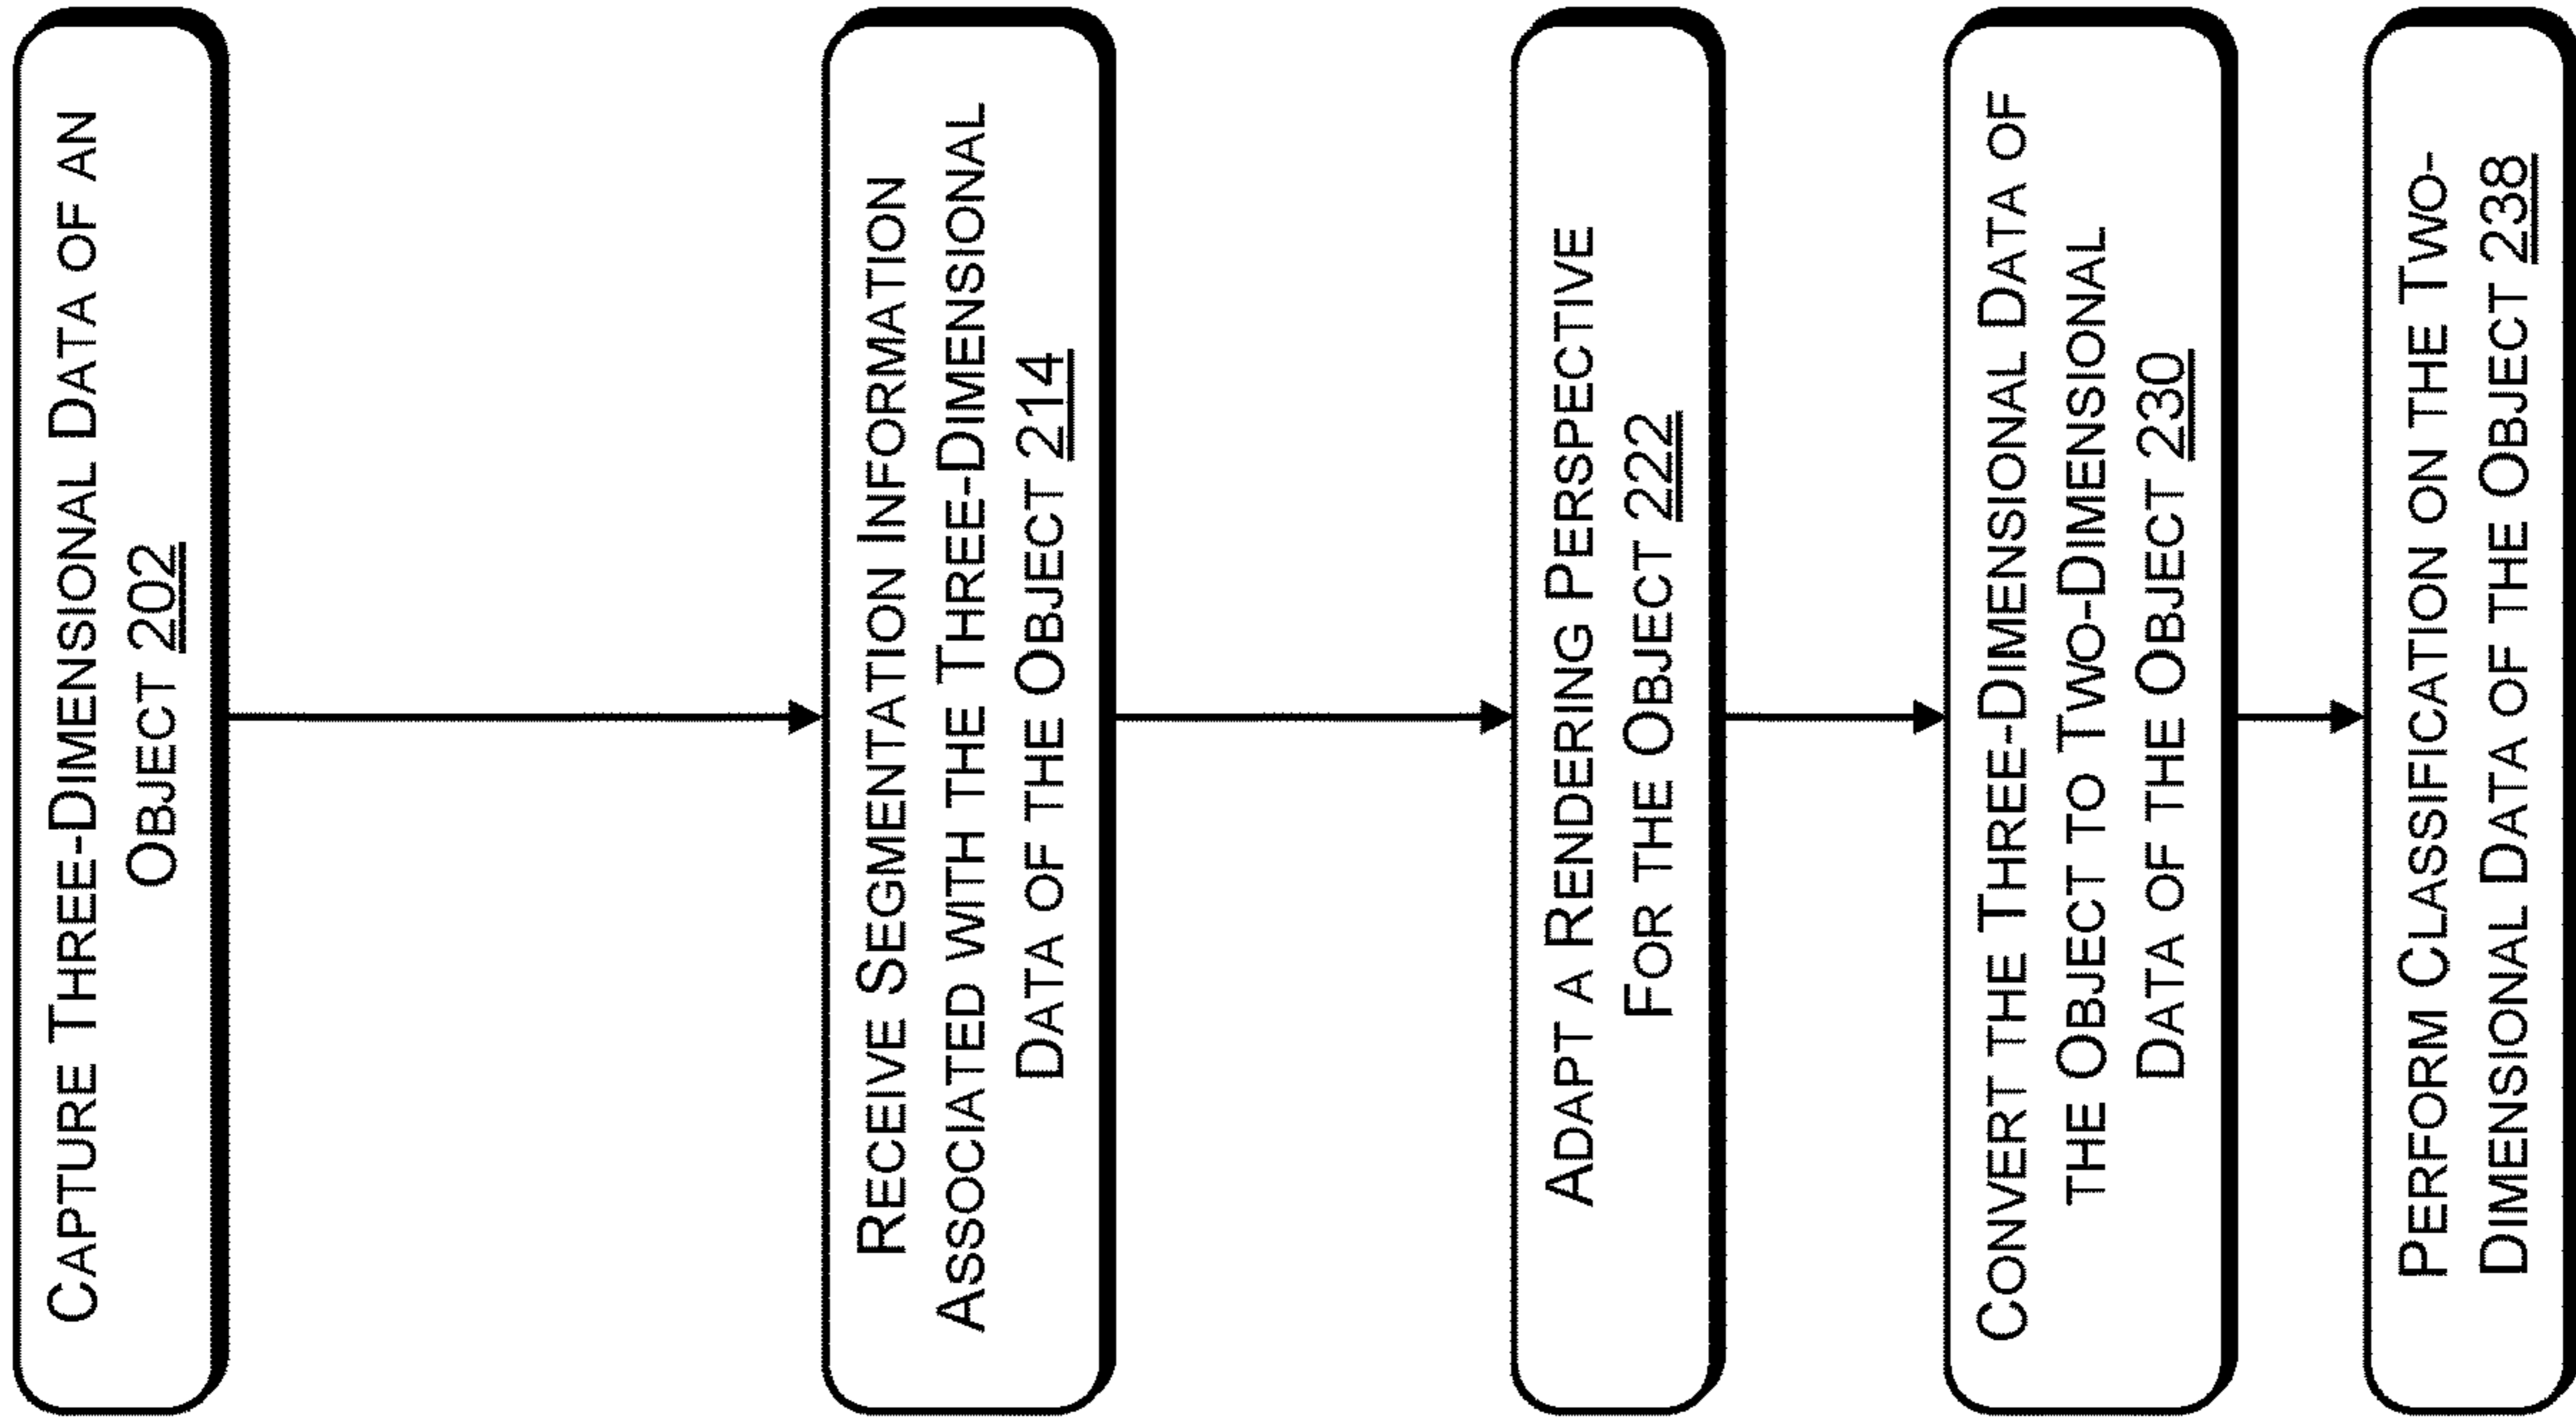 CAPTURE THREE-DIMENSIONAL DATA OF AN
OBJECT 202
RECEIVE SEGMENTATION INFORMATION
ASSOCIATED WITH THE THREE-DIMENSIONAL
DATA OF THE OBJECT 214
ADAPT A RENDERING PERSPECTIVE
FOR THE OBJECT 222
CONVERT THE THREE-DIMENSIONAL DATA OF
THE OBJECT TO TWO-DIMENSIONAL
DATA OF THE OBJECT 230
PERFORM CLASSIFICATION ON THE TWO-
DIMENSIONAL DATA OF THE OBJECT 238